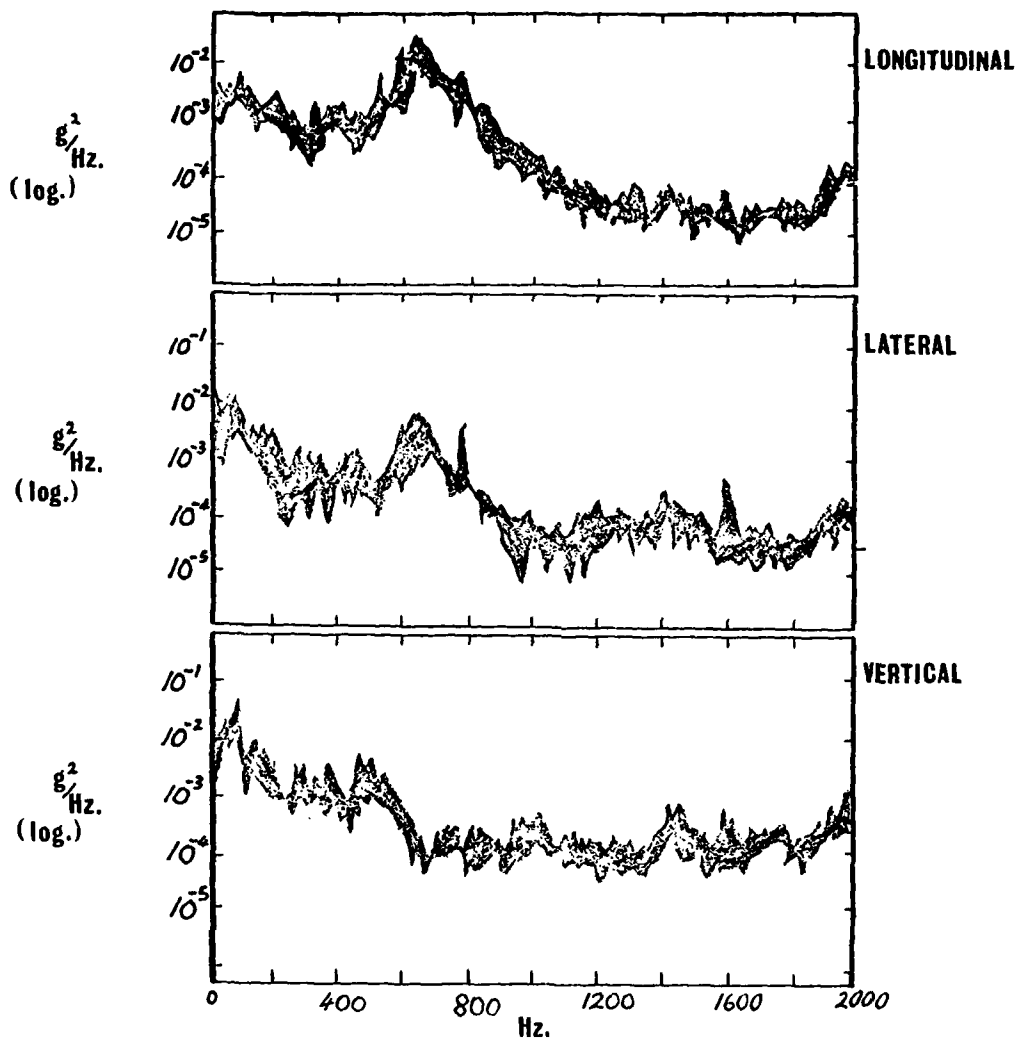 LONGITUDINAL
10⁻²
10⁻³
10⁻⁴
10⁻⁵
g²/Hz.
(log.)
LATERAL
10⁻¹
10⁻²
10⁻³
10⁻⁴
10⁻⁵
g²/Hz.
(log.)
VERTICAL
10⁻¹
10⁻²
10⁻³
10⁻⁴
10⁻⁵
g²/Hz.
(log.)
0 400 800 1200 1600 2000
Hz.